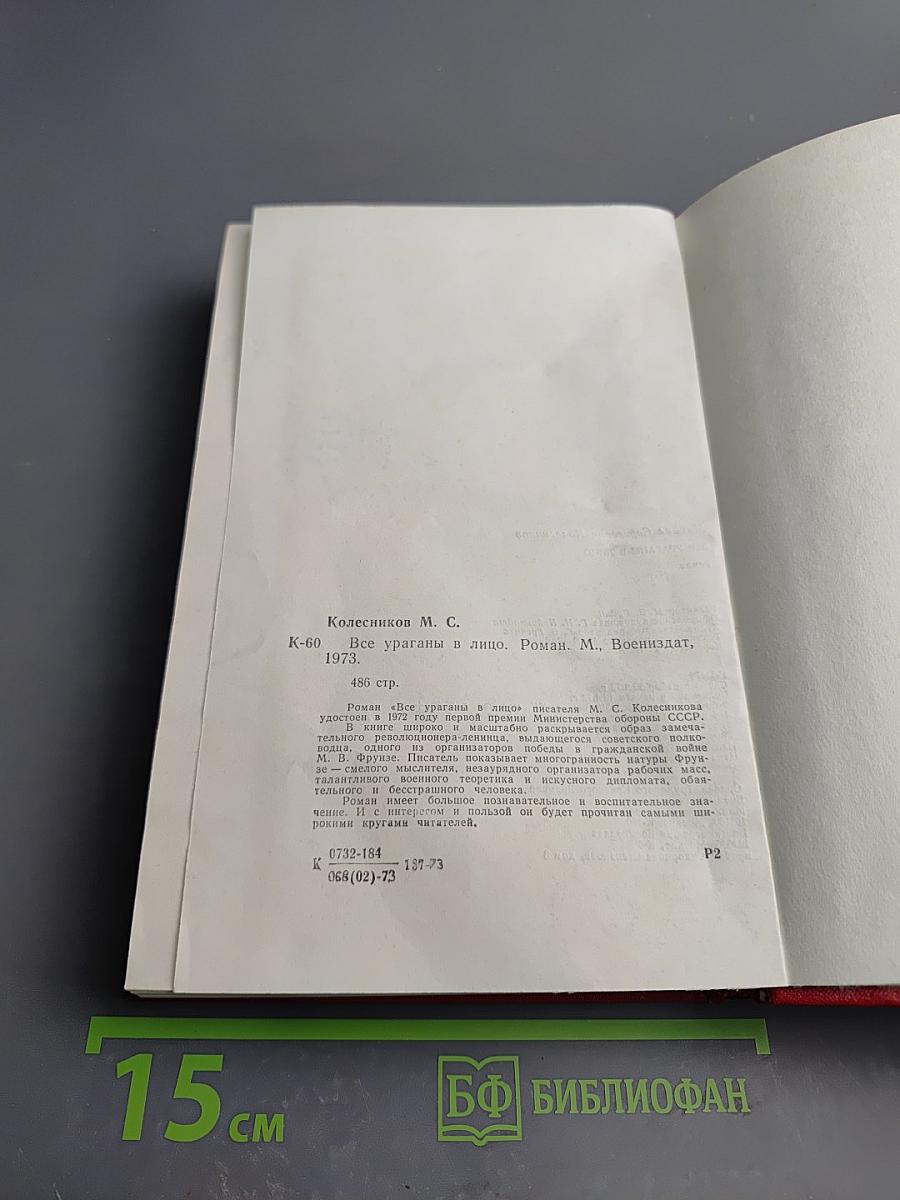 Колесников М. С.
К-60 Все ураганы в лицо. Роман. М., Воениздат,
1973.
486 стр.
Роман «Все ураганы в лицо» писателя М. С. Колесникова
удостоен в 1972 году первой премии Министерства обороны СССР.
В книге широко и масштабно раскрывается образ замеча-
тельного революционера-ленинца, выдающегося советского полко-
водца, одного из организаторов победы в гражданской войне
М. В. Фрунзе. Писатель показывает многогранность натуры Фрун-
зе — смелого мыслителя, незаурядного организатора рабочих масс,
талантливого военного теоретика и искусного дипломата, обая-
тельного и бесстрашного человека.
Роман имеет большое познавательное и воспитательное зна-
чение. И с интересом и пользой он будет прочитан самыми ши-
рокими кругами читателей.
К 0732-184
068(02)-73
187-73
Р2
15 см
БФ БИБЛИОФАН